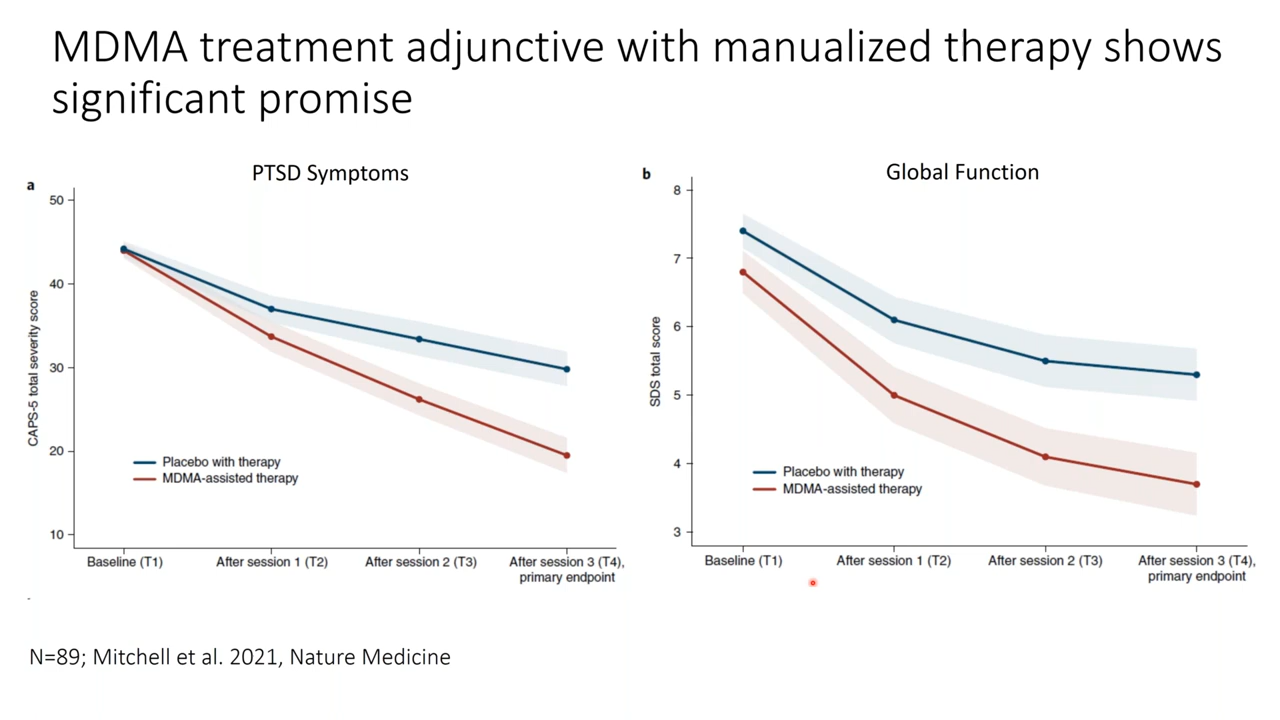 MDMA treatment adjunctive with manualized therapy shows
significant promise
a
PTSD Symptoms
50
40
30
20
10
CAPS-5 total severity score
Placebo with therapy
MDMA-assisted therapy
Baseline (T1)
After session 1 (T2)
After session 2 (T3)
After session 3 (T4),
primary endpoint
b
Global Function
8
7
6
5
4
3
SDS total score
Placebo with therapy
MDMA-assisted therapy
Baseline (T1)
After session 1 (T2)
After session 2 (T3)
After session 3 (T4),
primary endpoint
N=89; Mitchell et al. 2021, Nature Medicine